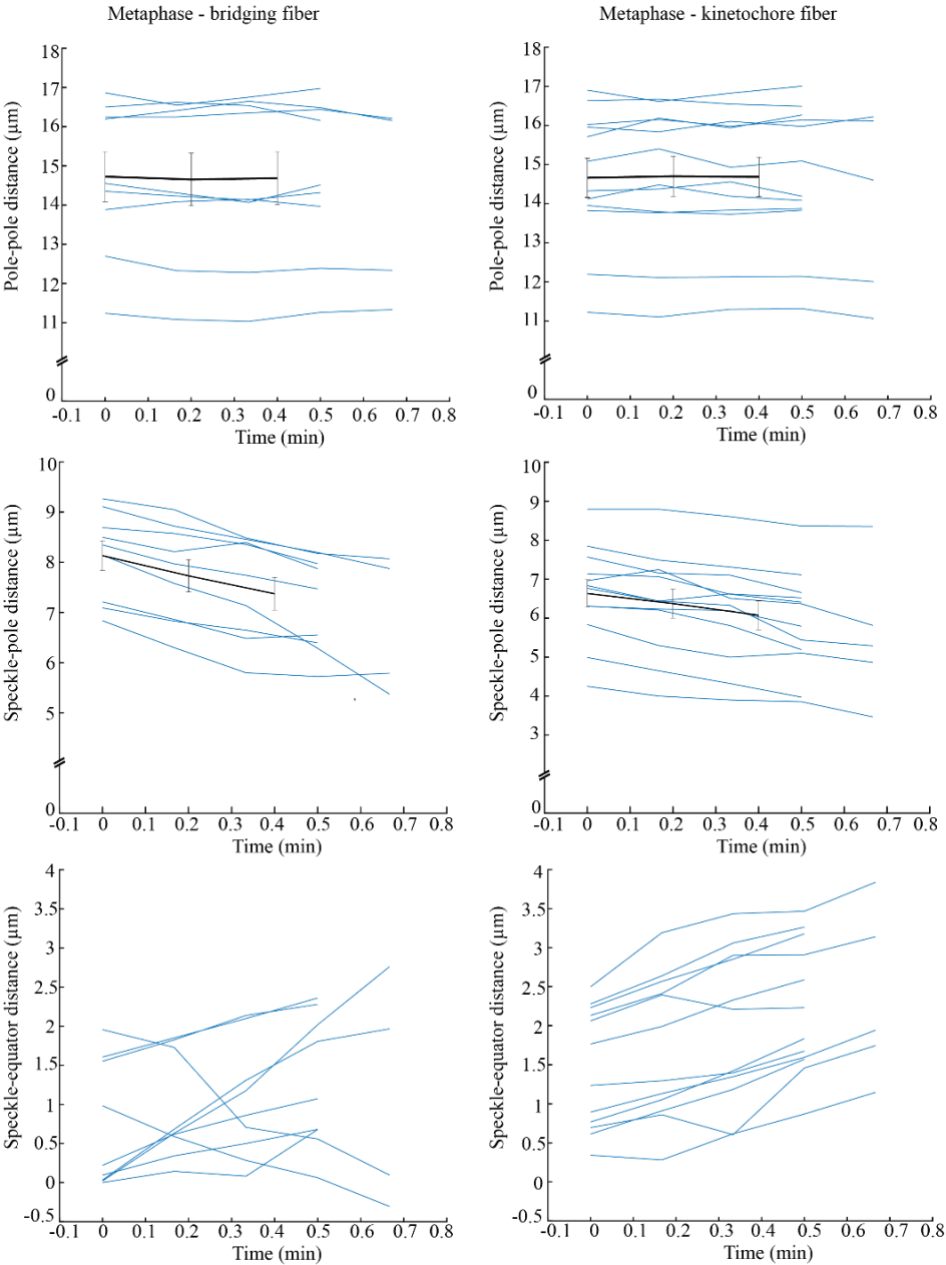 Metaphase - bridging fiber
Metaphase - kinetochore fiber
Pole-pole distance (µm)
18
17
16
15
14
13
12
11
0
-0.1 0 0.1 0.2 0.3 0.4 0.5 0.6 0.7 0.8
Time (min)
Pole-pole distance (µm)
18
17
16
15
14
13
12
11
0
-0.1 0 0.1 0.2 0.3 0.4 0.5 0.6 0.7 0.8
Time (min)
Speckle-pole distance (µm)
10
9
8
7
6
5
0
-0.1 0 0.1 0.2 0.3 0.4 0.5 0.6 0.7 0.8
Time (min)
Speckle-pole distance (µm)
10
9
8
7
6
5
4
3
0
-0.1 0 0.1 0.2 0.3 0.4 0.5 0.6 0.7 0.8
Time (min)
Speckle-equator distance (µm)
4
3.5
3
2.5
2
1.5
1
0.5
0
-0.5
-0.1 0 0.1 0.2 0.3 0.4 0.5 0.6 0.7 0.8
Time (min)
Speckle-equator distance (µm)
4
3.5
3
2.5
2
1.5
1
0.5
0
-0.5
-0.1 0 0.1 0.2 0.3 0.4 0.5 0.6 0.7 0.8
Time (min)